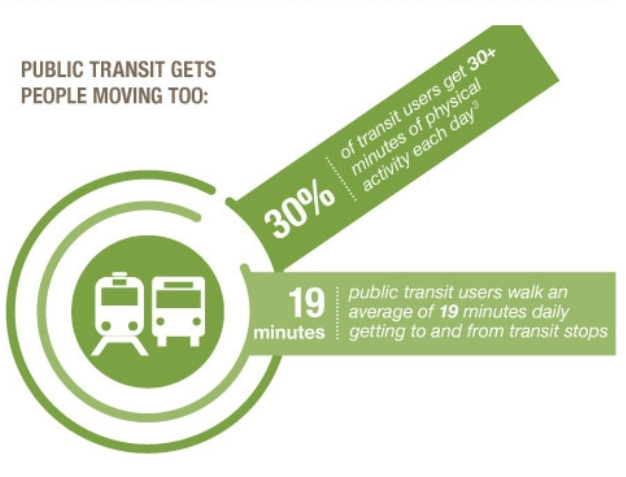 PUBLIC TRANSIT GETS
PEOPLE MOVING TOO:
30%
of transit users get 30+
minutes of physical
activity each day³
19
minutes
public transit users walk an
average of 19 minutes daily
getting to and from transit stops